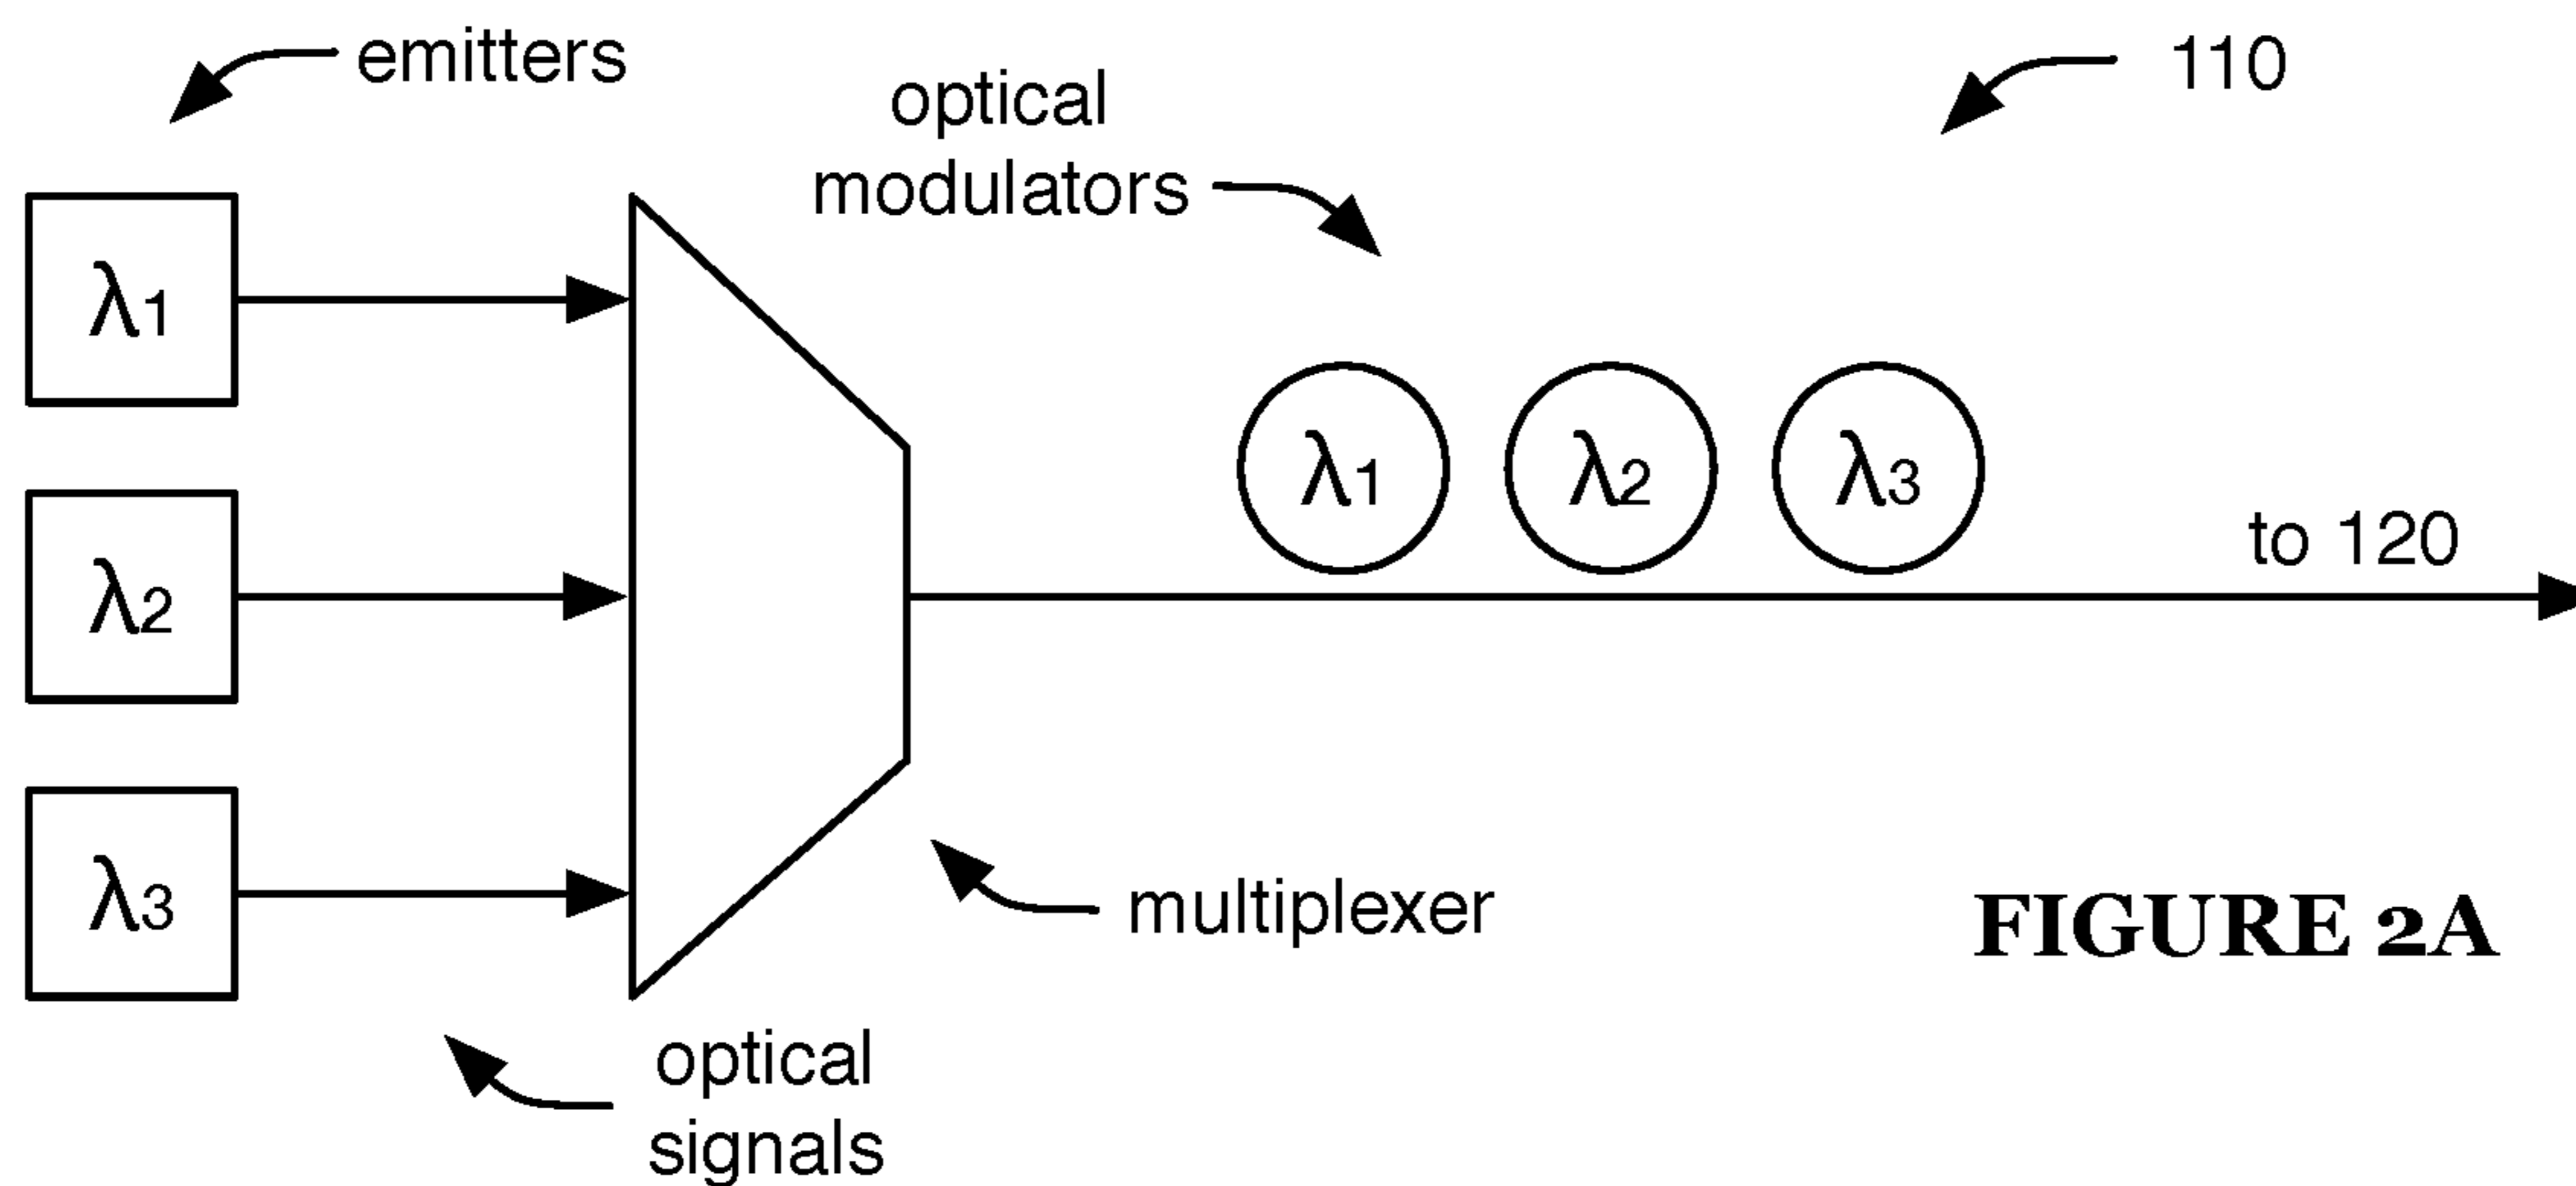 emitters
110
optical
modulators
λ1
λ2
λ3
λ1
λ2
λ3
to 120
multiplexer
FIGURE 2A
optical
signals